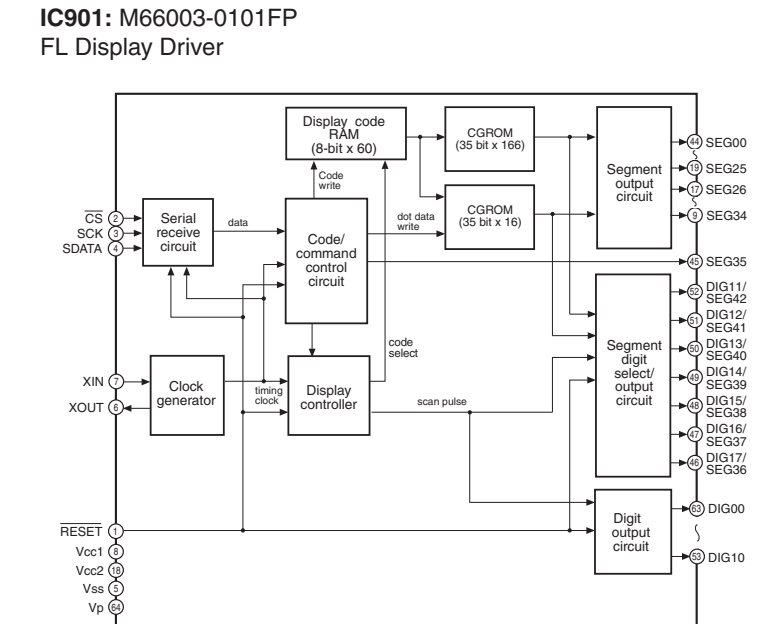 IC901: M66003-0101FP
FL Display Driver
Display code
RAM
(8-bit x 60)
CGROM
(35 bit x 166)
Segment
output
circuit
44 SEG00
19 SEG25
17 SEG26
9 SEG34
Code
write
CS 2
SCK 3
SDATA 4
Serial
receive
circuit
data
Code/
command
control
circuit
dot data
write
CGROM
(35 bit x 16)
45 SEG35
52 DIG11/
SEG42
51 DIG12/
SEG41
50 DIG13/
SEG40
49 DIG14/
SEG39
48 DIG15/
SEG38
47 DIG16/
SEG37
46 DIG17/
SEG36
Segment
digit
select/
output
circuit
code
select
XIN 7
XOUT 6
Clock
generator
timing
clock
Display
controller
scan pulse
Digit
output
circuit
63 DIG00
53 DIG10
RESET 1
Vcc1 8
Vcc2 18
Vss 5
Vp 64